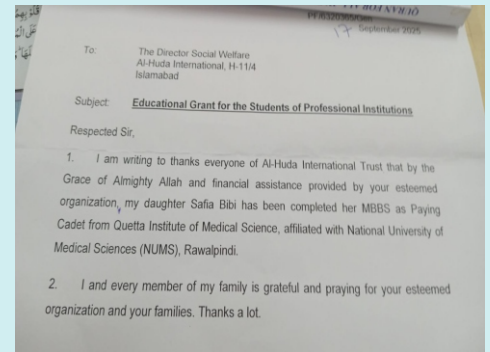 17 September 2025
To:
The Director Social Welfare
Al-Huda International, H-11/4
Islamabad
Subject: Educational Grant for the Students of Professional Institutions
Respected Sir,
1. I am writing to thanks everyone of Al-Huda International Trust that by the
Grace of Almighty Allah and financial assistance provided by your esteemed
organization, my daughter Safia Bibi has been completed her MBBS as Paying
Cadet from Quetta Institute of Medical Science, affiliated with National University of
Medical Sciences (NUMS), Rawalpindi.
2. I and every member of my family is grateful and praying for your esteemed
organization and your families. Thanks a lot.